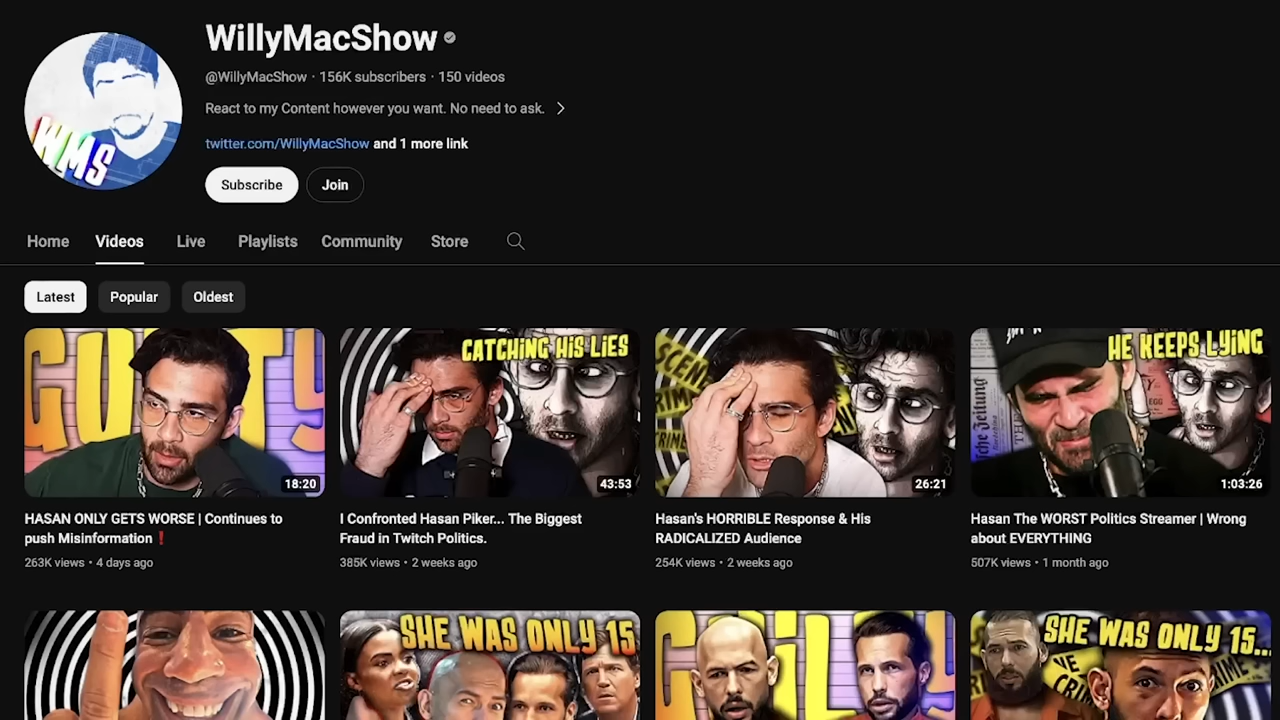 WillyMacShow
@WillyMacShow · 156K subscribers · 150 videos
React to my Content however you want. No need to ask.
twitter.com/WillyMacShow and 1 more link
Subscribe Join
WMS
Home Videos Live Playlists Community Store
Latest Popular Oldest
GUILTY
18:20
CATCHING HIS LIES
43:53
SCENE
CRIME
26:21
HE KEEPS LYING
1:03:26
HASAN ONLY GETS WORSE | Continues to
push Misinformation❗
263K views • 4 days ago
I Confronted Hasan Piker... The Biggest
Fraud in Twitch Politics.
385K views • 2 weeks ago
Hasan's HORRIBLE Response & His
RADICALIZED Audience
254K views • 2 weeks ago
Hasan The WORST Politics Streamer | Wrong
about EVERYTHING
507K views • 1 month ago
SHE WAS ONLY 15
GUILTY
SHE WAS ONLY 15...